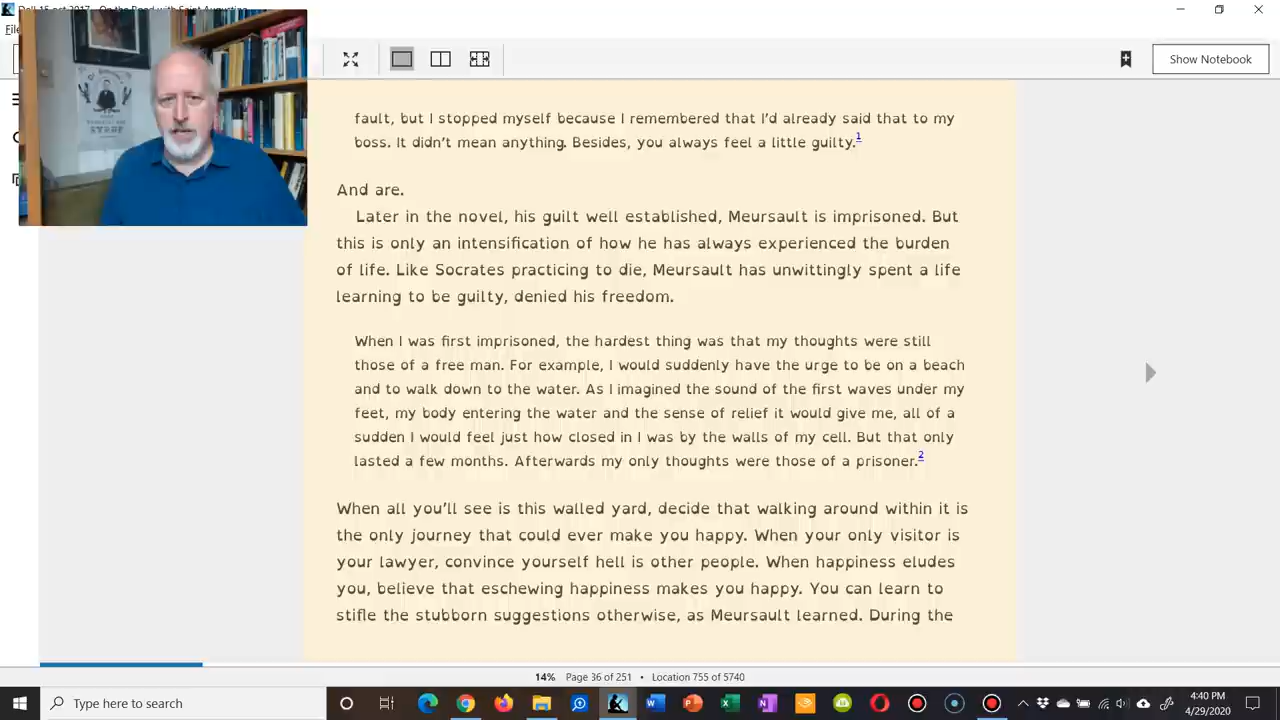 File
Show Notebook
fault, but I stopped myself because I remembered that I'd already said that to my
boss. It didn't mean anything. Besides, you always feel a little guilty.1
And are.
Later in the novel, his guilt well established, Meursault is imprisoned. But
this is only an intensification of how he has always experienced the burden
of life. Like Socrates practicing to die, Meursault has unwittingly spent a life
learning to be guilty, denied his freedom.
When I was first imprisoned, the hardest thing was that my thoughts were still
those of a free man. For example, I would suddenly have the urge to be on a beach
and to walk down to the water. As I imagined the sound of the first waves under my
feet, my body entering the water and the sense of relief it would give me, all of a
sudden I would feel just how closed in I was by the walls of my cell. But that only
lasted a few months. Afterwards my only thoughts were those of a prisoner.2
When all you'll see is this walled yard, decide that walking around within it is
the only journey that could ever make you happy. When your only visitor is
your lawyer, convince yourself hell is other people. When happiness eludes
you, believe that eschewing happiness makes you happy. You can learn to
stifle the stubborn suggestions otherwise, as Meursault learned. During the
14% Page 36 of 251 • Location 755 of 5740
Type here to search
4:40 PM
4/29/2020